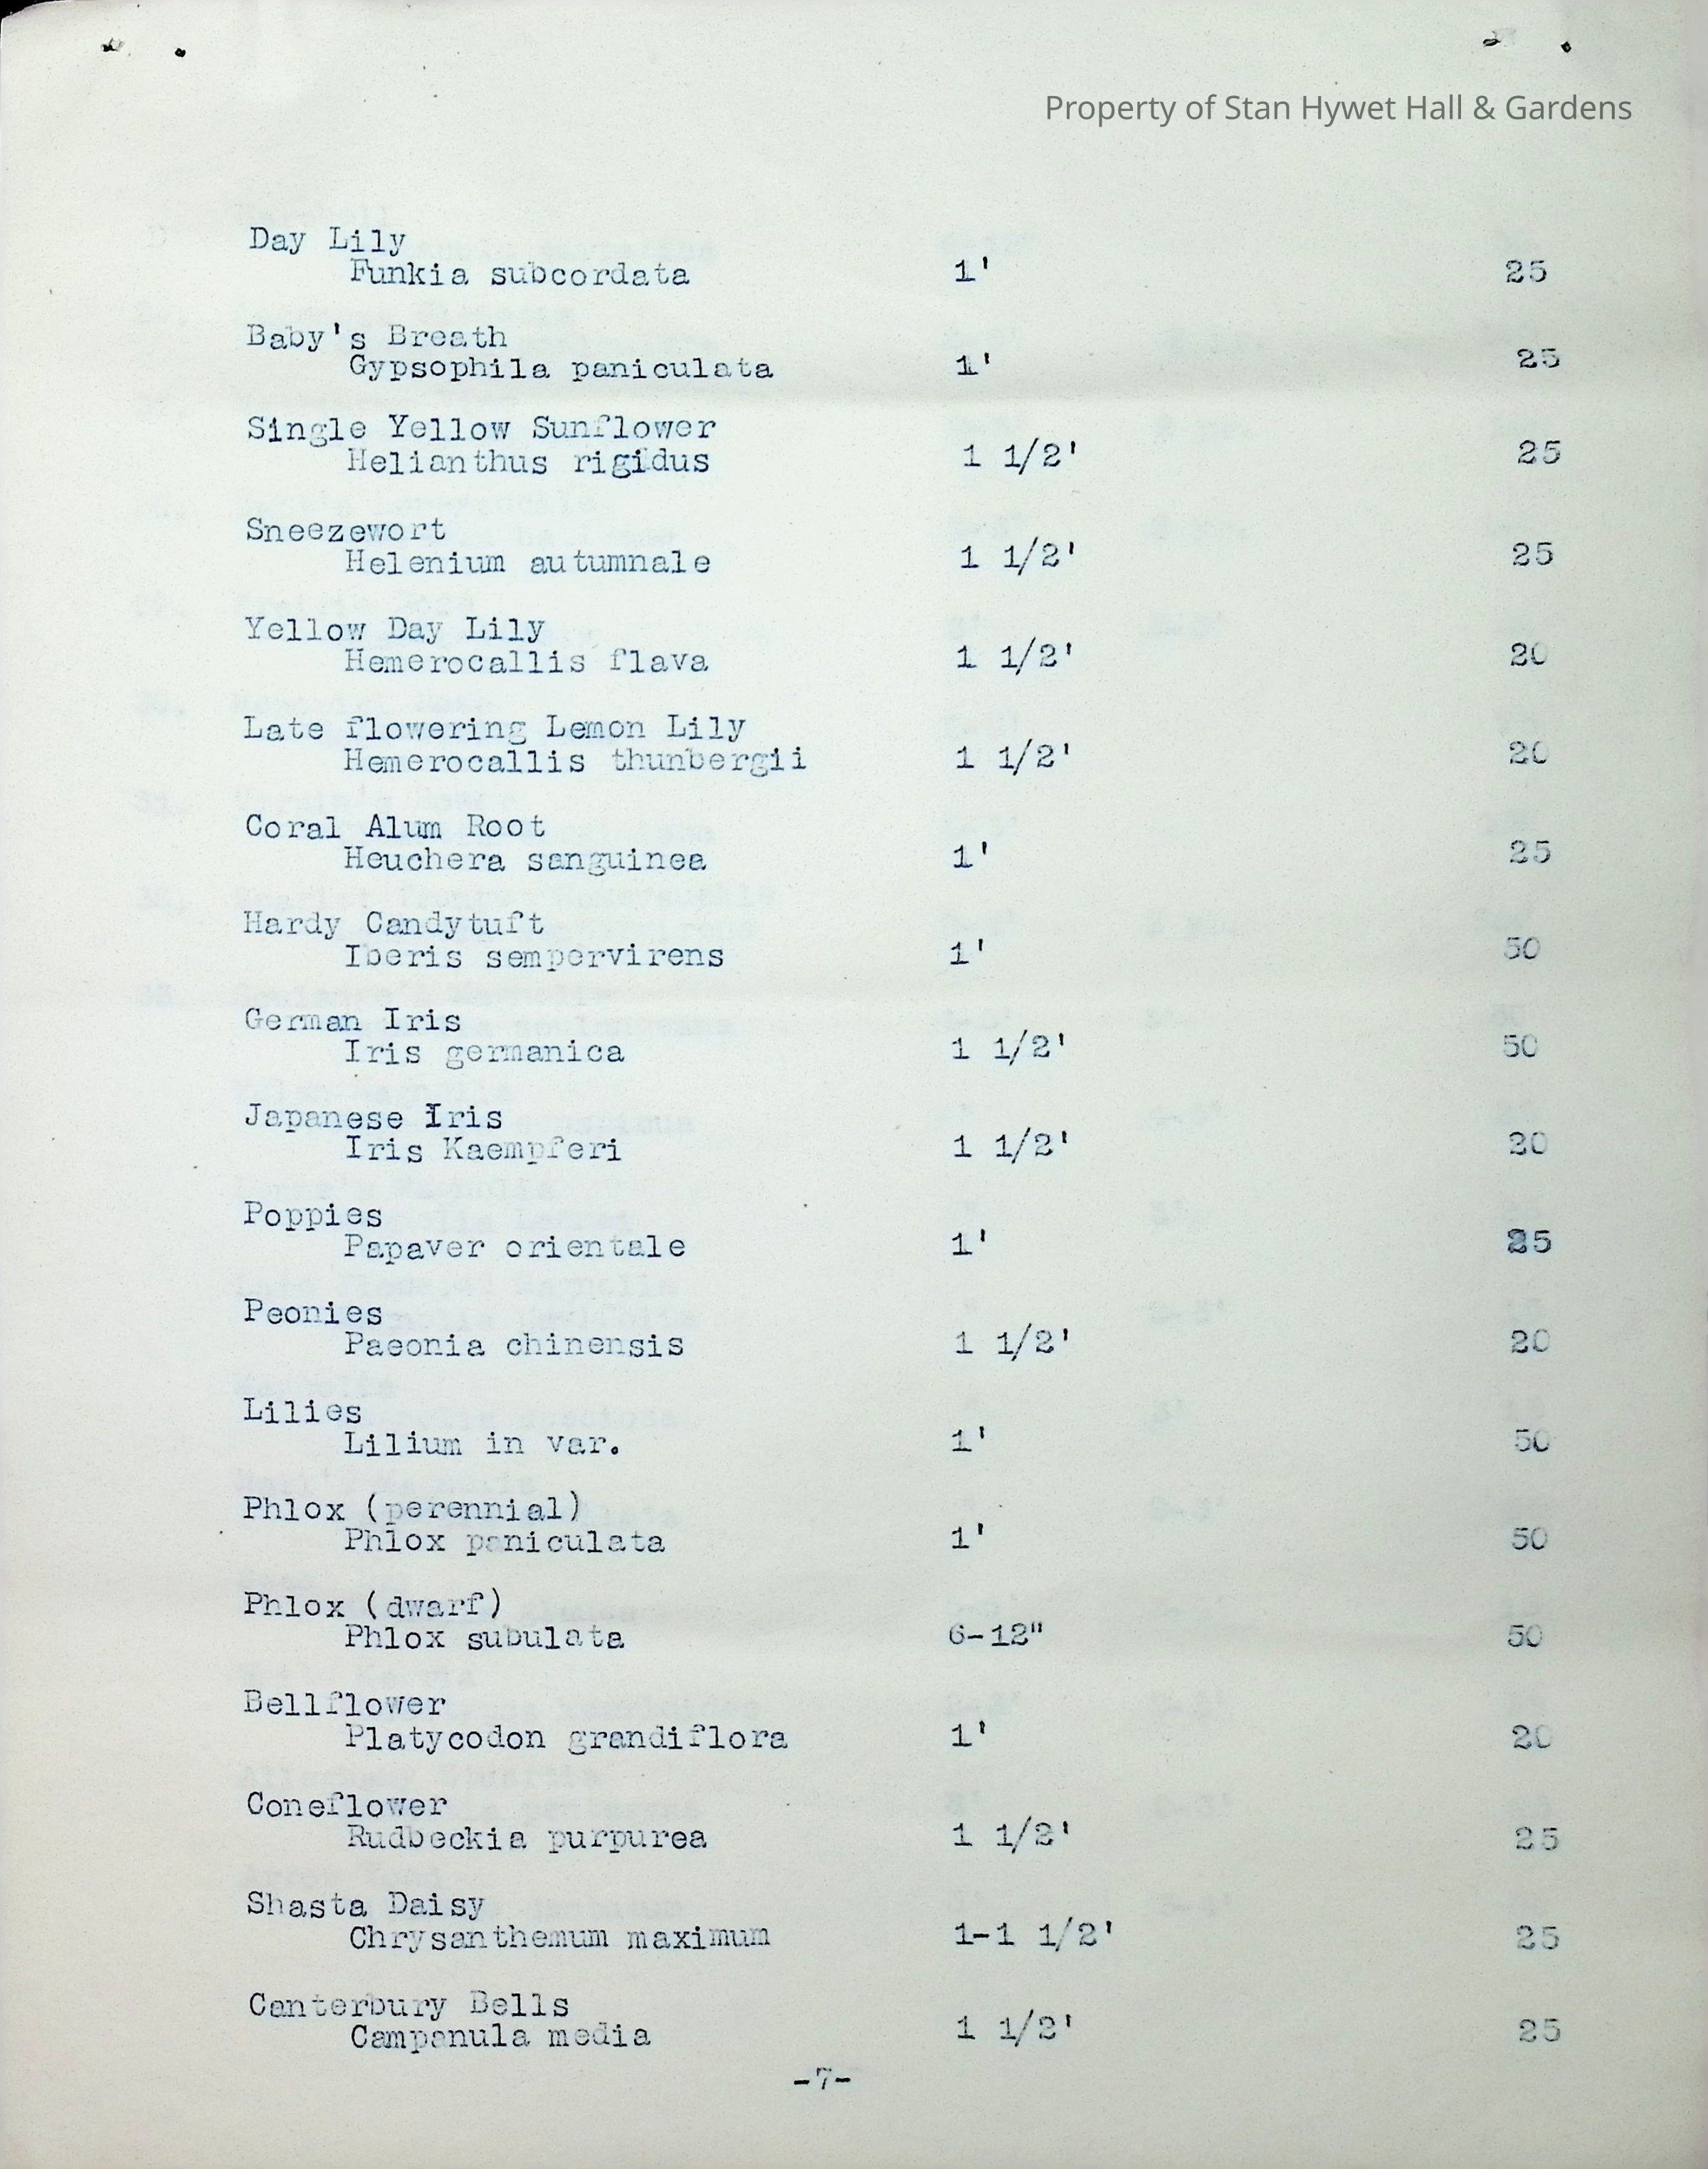 Property of Stan Hywet Hall & Gardens
Day Lily
Funkia subcordata 1' 25
Baby's Breath
Gypsophila paniculata 1' 25
Single Yellow Sunflower
Helianthus rigidus 1 1/2' 25
Sneezewort
Helenium autumnale 1 1/2' 25
Yellow Day Lily
Hemerocallis flava 1 1/2' 20
Late flowering Lemon Lily
Hemerocallis thunbergii 1 1/2' 20
Coral Alum Root
Heuchera sanguinea 1' 25
Hardy Candytuft
Iberis sempervirens 1' 50
German Iris
Iris germanica 1 1/2' 50
Japanese Iris
Iris Kaempferi 1 1/2' 20
Poppies
Papaver orientale 1' 25
Peonies
Paeonia chinensis 1 1/2' 20
Lilies
Lilium in var. 1' 50
Phlox (perennial)
Phlox paniculata 1' 50
Phlox (dwarf)
Phlox subulata 6-12" 50
Bellflower
Platycodon grandiflora 1' 20
Coneflower
Rudbeckia purpurea 1 1/2' 25
Shasta Daisy
Chrysanthemum maximum 1-1 1/2' 25
Canterbury Bells
Campanula media 1 1/2' 25
-7-